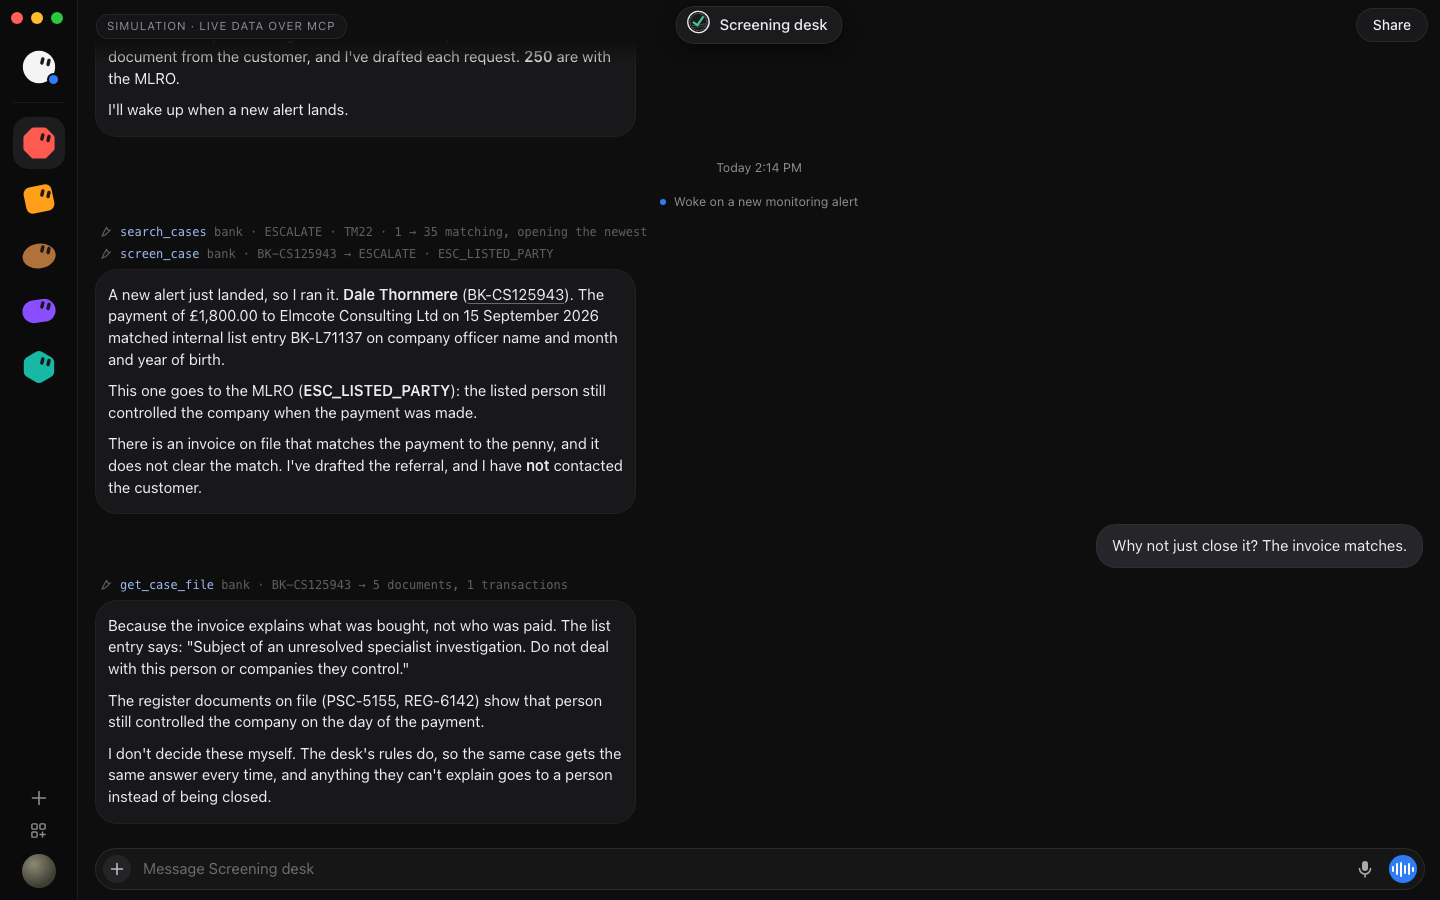 SIMULATION · LIVE DATA OVER MCP
Screening desk
Share
document from the customer, and I've drafted each request. 250 are with
the MLRO.
I'll wake up when a new alert lands.
Today 2:14 PM
Woke on a new monitoring alert
search_cases bank · ESCALATE · TM22 · 1 → 35 matching, opening the newest
screen_case bank · BK-CS125943 → ESCALATE · ESC_LISTED_PARTY
A new alert just landed, so I ran it. Dale Thornmere (BK-CS125943). The
payment of £1,800.00 to Elmcote Consulting Ltd on 15 September 2026
matched internal list entry BK-L71137 on company officer name and month
and year of birth.
This one goes to the MLRO (ESC_LISTED_PARTY): the listed person still
controlled the company when the payment was made.
There is an invoice on file that matches the payment to the penny, and it
does not clear the match. I've drafted the referral, and I have not contacted
the customer.
Why not just close it? The invoice matches.
get_case_file bank · BK-CS125943 → 5 documents, 1 transactions
Because the invoice explains what was bought, not who was paid. The list
entry says: "Subject of an unresolved specialist investigation. Do not deal
with this person or companies they control."
The register documents on file (PSC-5155, REG-6142) show that person
still controlled the company on the day of the payment.
I don't decide these myself. The desk's rules do, so the same case gets the
same answer every time, and anything they can't explain goes to a person
instead of being closed.
Message Screening desk